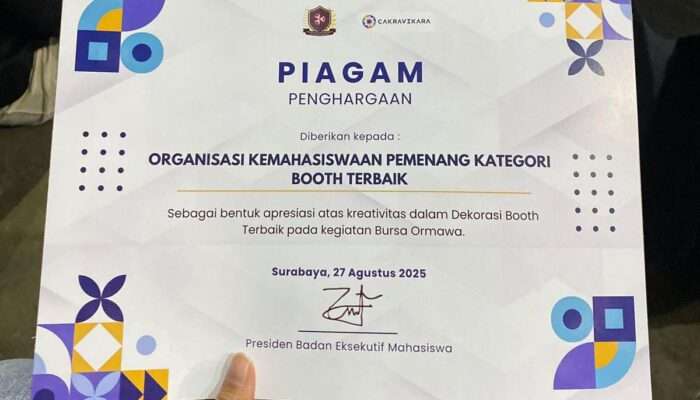 CAKRAVIKARA
PIAGAM
PENGHARGAAN
Diberikan kepada :
ORGANISASI KEMAHASISWAAN PEMENANG KATEGORI
BOOTH TERBAIK
Sebagai bentuk apresiasi atas kreativitas dalam Dekorasi Booth
Terbaik pada kegiatan Bursa Ormawa.
Surabaya, 27 Agustus 2025
Presiden Badan Eksekutif Mahasiswa